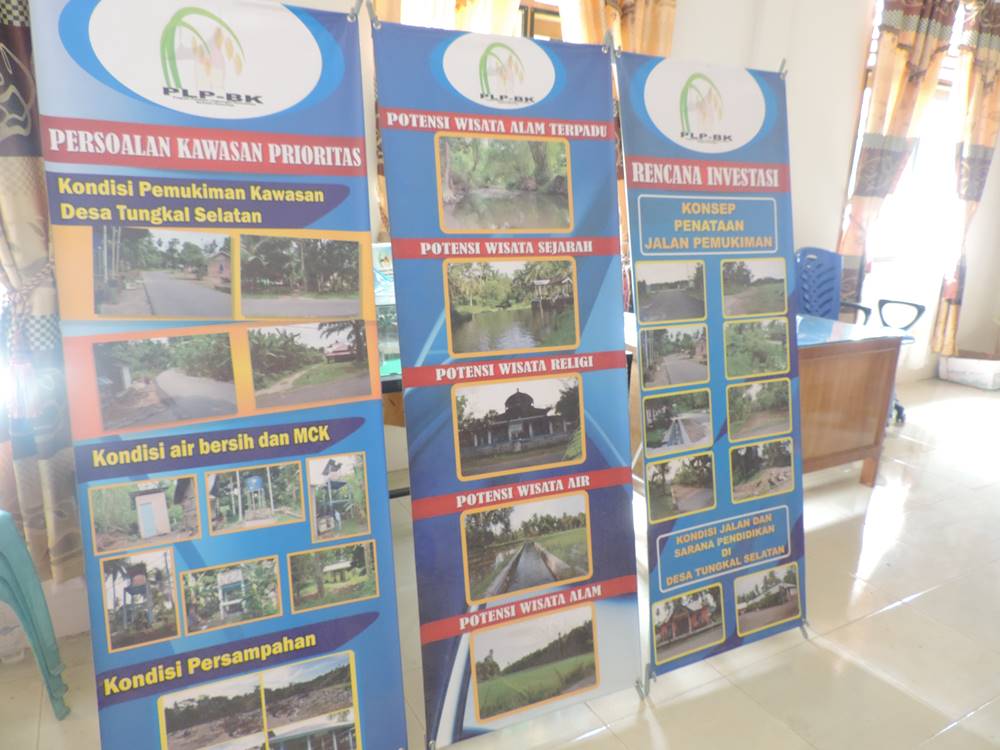 PLP-BK
PERSOALAN KAWASAN PRIORITAS
Kondisi Pemukiman Kawasan
Desa Tungkal Selatan
Kondisi air bersih dan MCK
Kondisi Persampahan
PLP-BK
POTENSI WISATA ALAM TERPADU
POTENSI WISATA SEJARAH
POTENSI WISATA RELIGI
POTENSI WISATA AIR
POTENSI WISATA ALAM
PLP-BK
RENCANA INVESTASI
KONSEP
PENATAAN
JALAN PEMUKIMAN
KONDISI JALAN DAN
SARANA PENDIDIKAN
DI
DESA TUNGKAL SELATAN